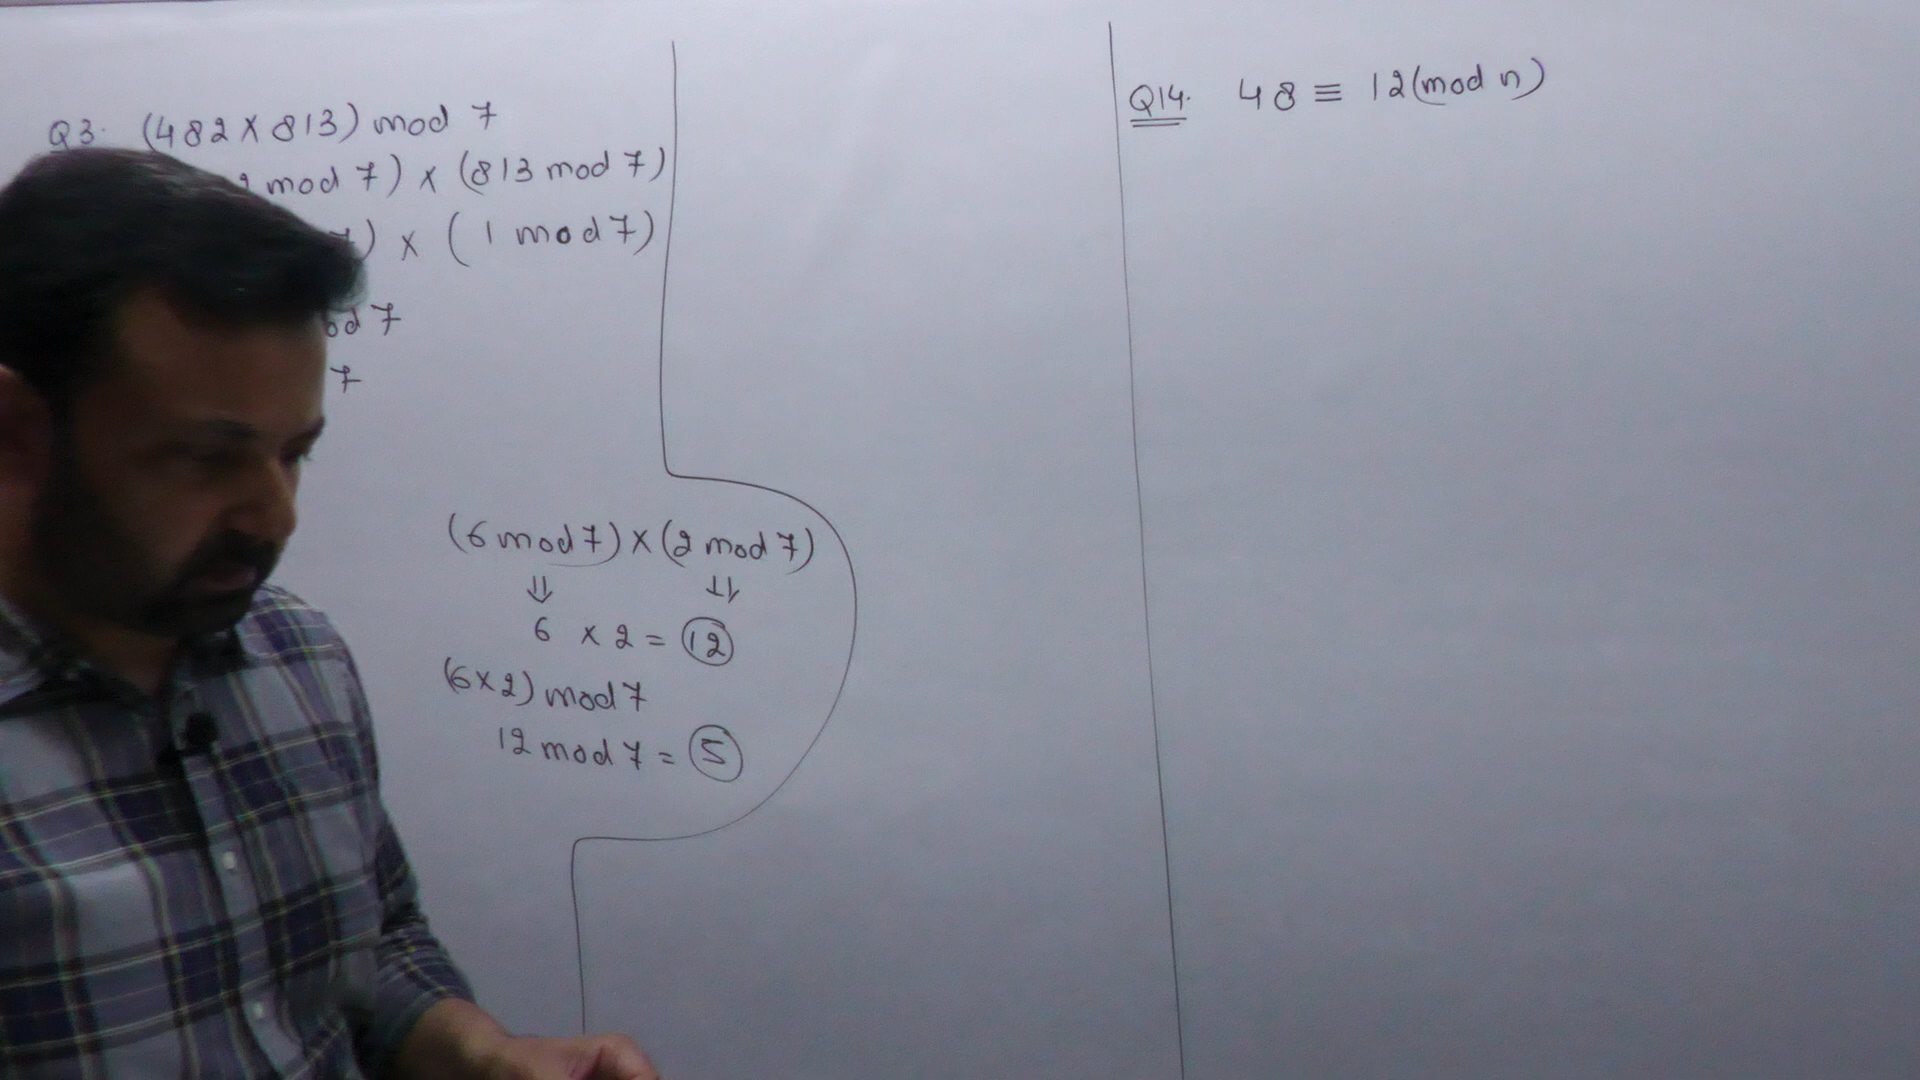 Q3. (482 X 813) mod 7
mod 7) x (813 mod 7)
) x ( 1 mod 7)
od 7
7
(6 mod 7) X (2 mod 7)
⇓ ⇓
6 x 2 = 12
(6x2) mod 7
12 mod 7 = 5
Q14. 48 ≡ 12 (mod n)